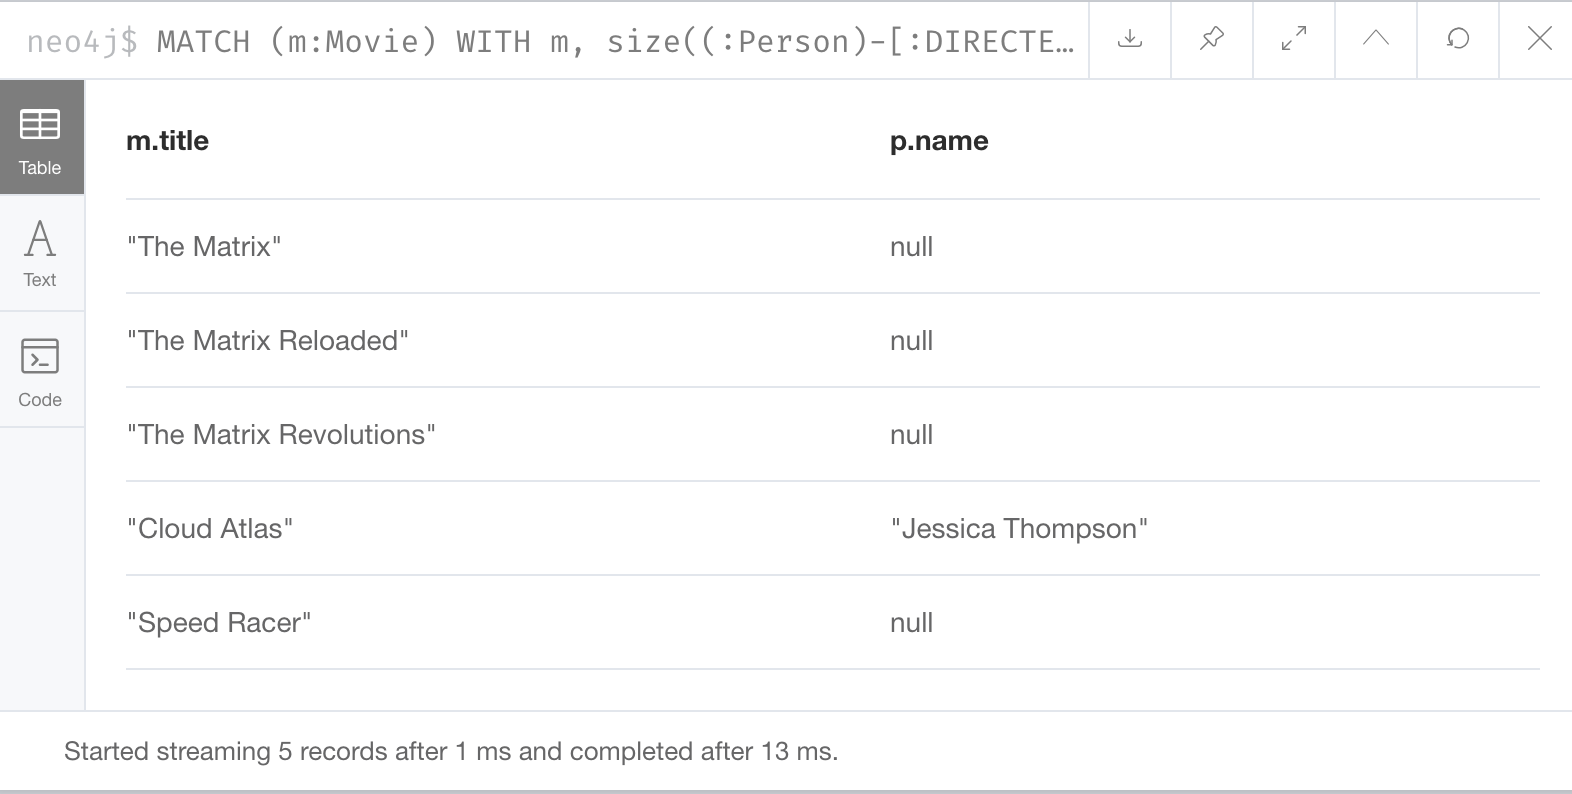 neo4j$ MATCH (m:Movie) WITH m, size((:Person)-[:DIRECTE…
Table
Text
Code
m.title p.name
"The Matrix" null
"The Matrix Reloaded" null
"The Matrix Revolutions" null
"Cloud Atlas" "Jessica Thompson"
"Speed Racer" null
Started streaming 5 records after 1 ms and completed after 13 ms.